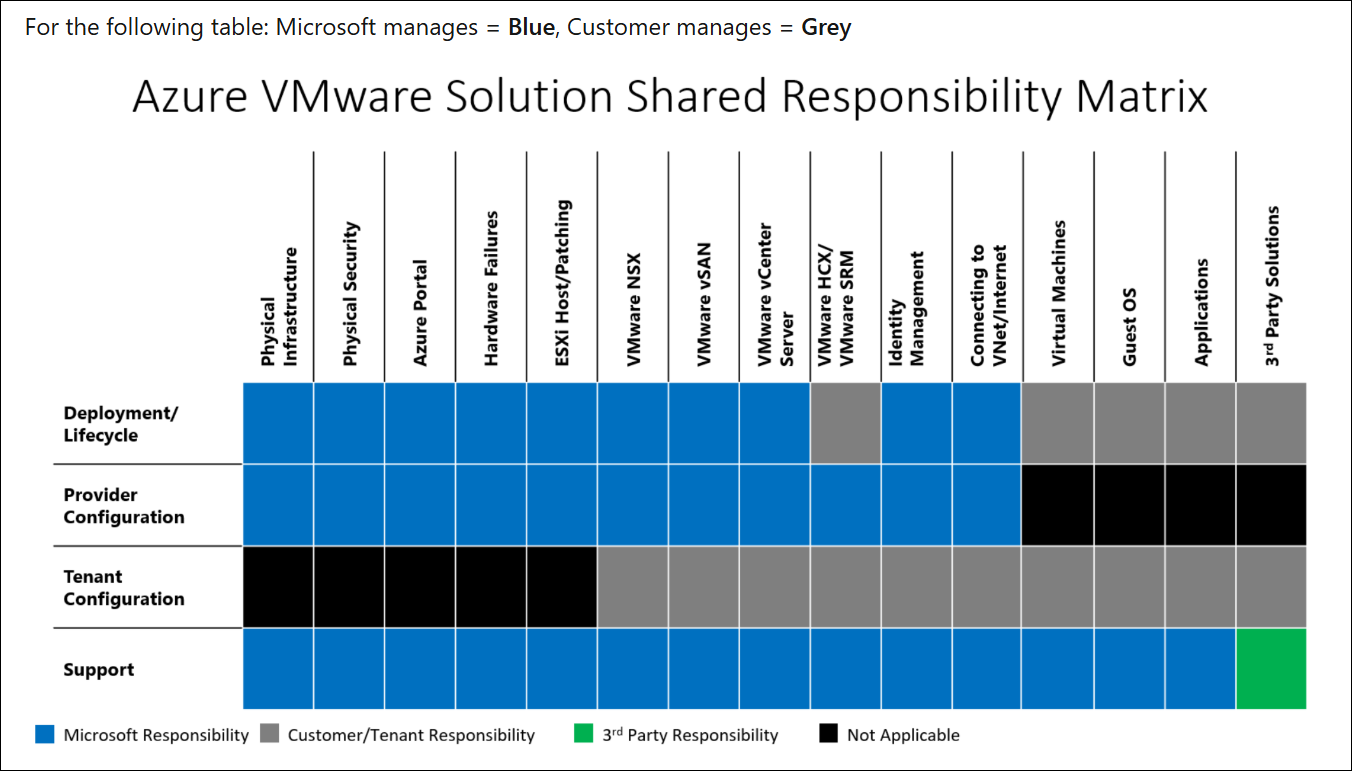 For the following table: Microsoft manages = Blue, Customer manages = Grey
Azure VMware Solution Shared Responsibility Matrix
Physical
Infrastructure
Physical Security
Azure Portal
Hardware Failures
ESXi Host/Patching
VMware NSX
VMware vSAN
VMware vCenter
Server
VMware HCX/
VMware SRM
Identity
Management
Connecting to
VNet/Internet
Virtual Machines
Guest OS
Applications
3rd Party Solutions
Deployment/
Lifecycle
Provider
Configuration
Tenant
Configuration
Support
Microsoft Responsibility
Customer/Tenant Responsibility
3rd Party Responsibility
Not Applicable